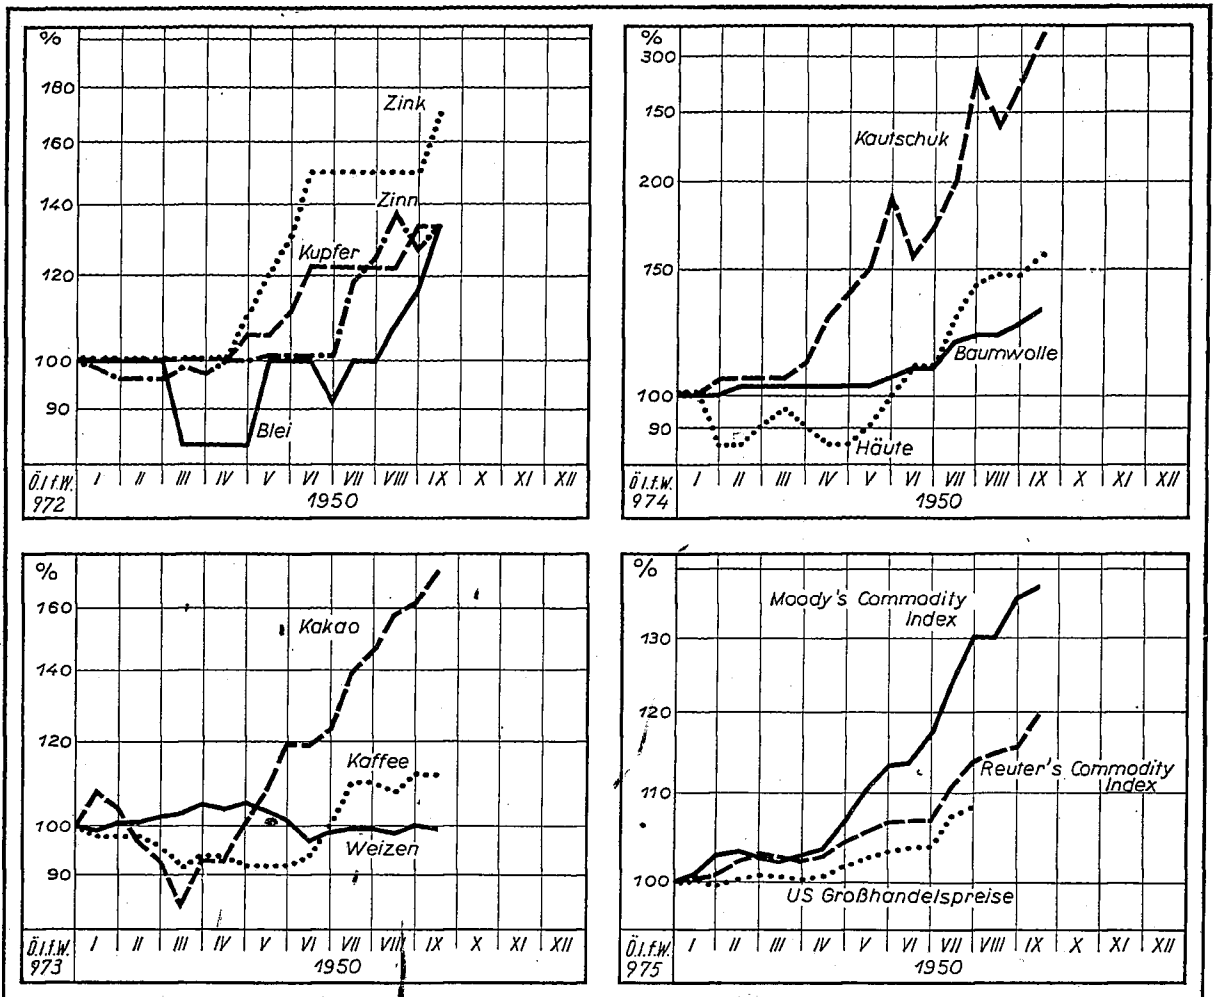 %
180
160
140
120
100
90
Zink
Zinn
Kupfer
Blei
Ö.I.f.W. I II III IV V VI VII VIII IX X XI XII
972 1950
%
300
150
200
150
100
90
Kautschuk
Baumwolle
Häute
Ö.I.f.W. I II III IV V VI VII VIII IX X XI XII
974 1950
%
160
140
120
100
90
Kakao
Kaffee
Weizen
Ö.I.f.W. I II III IV V VI VII VIII IX X XI XII
973 1950
%
130
120
110
100
Moody's Commodity
Index
Reuter's Commodity
Index
US Großhandelspreise
Ö.I.f.W. I II III IV V VI VII VIII IX X XI XII
975 1950